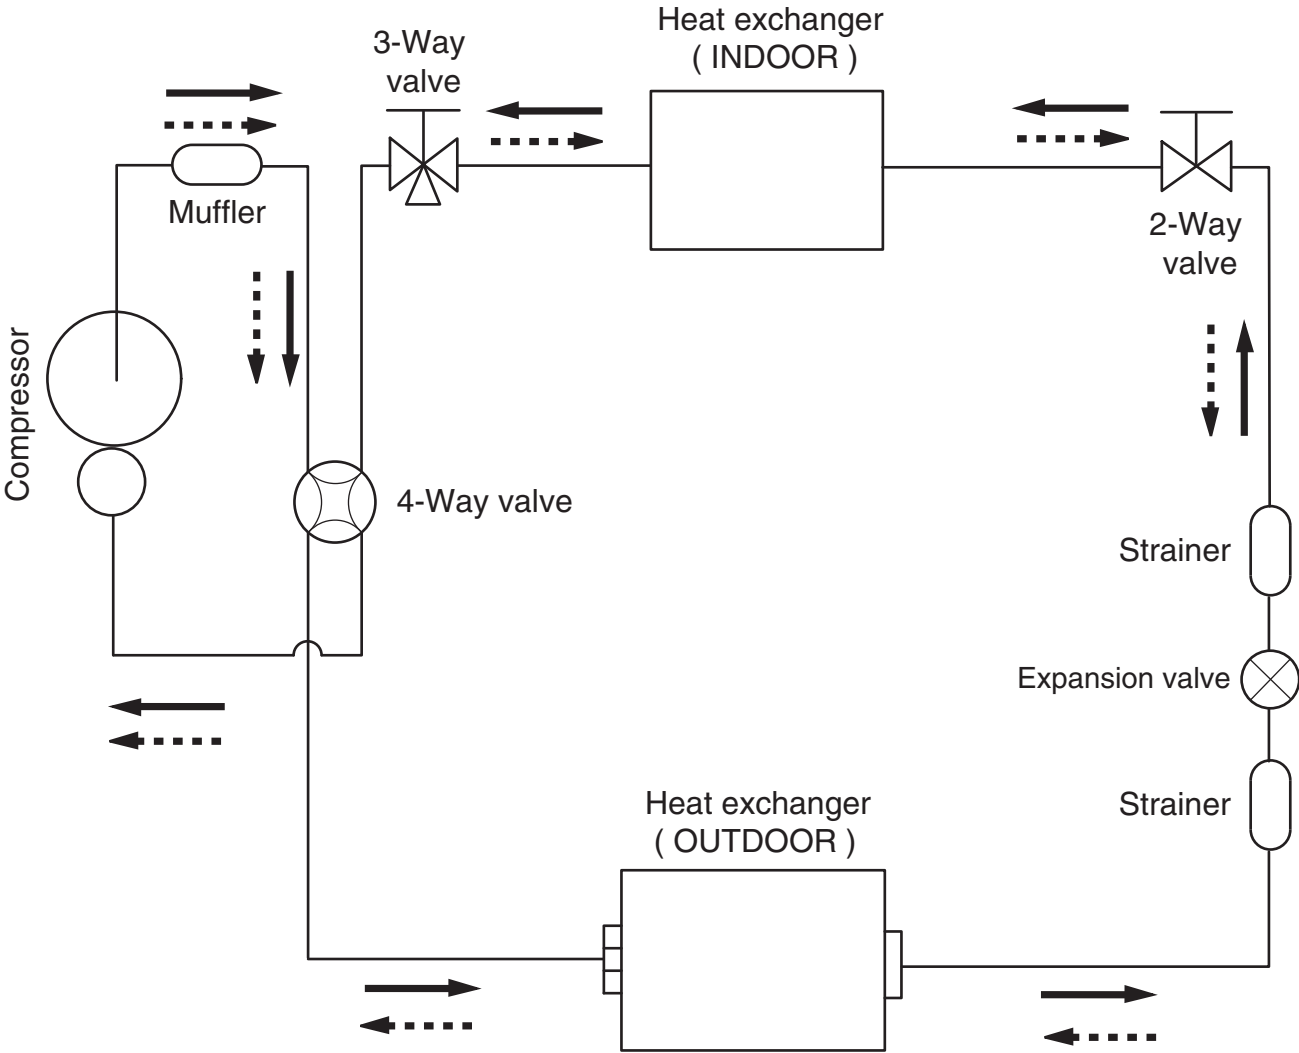 Heat exchanger
( INDOOR )
3-Way
valve
Muffler
2-Way
valve
Compressor
4-Way valve
Strainer
Expansion valve
Strainer
Heat exchanger
( OUTDOOR )